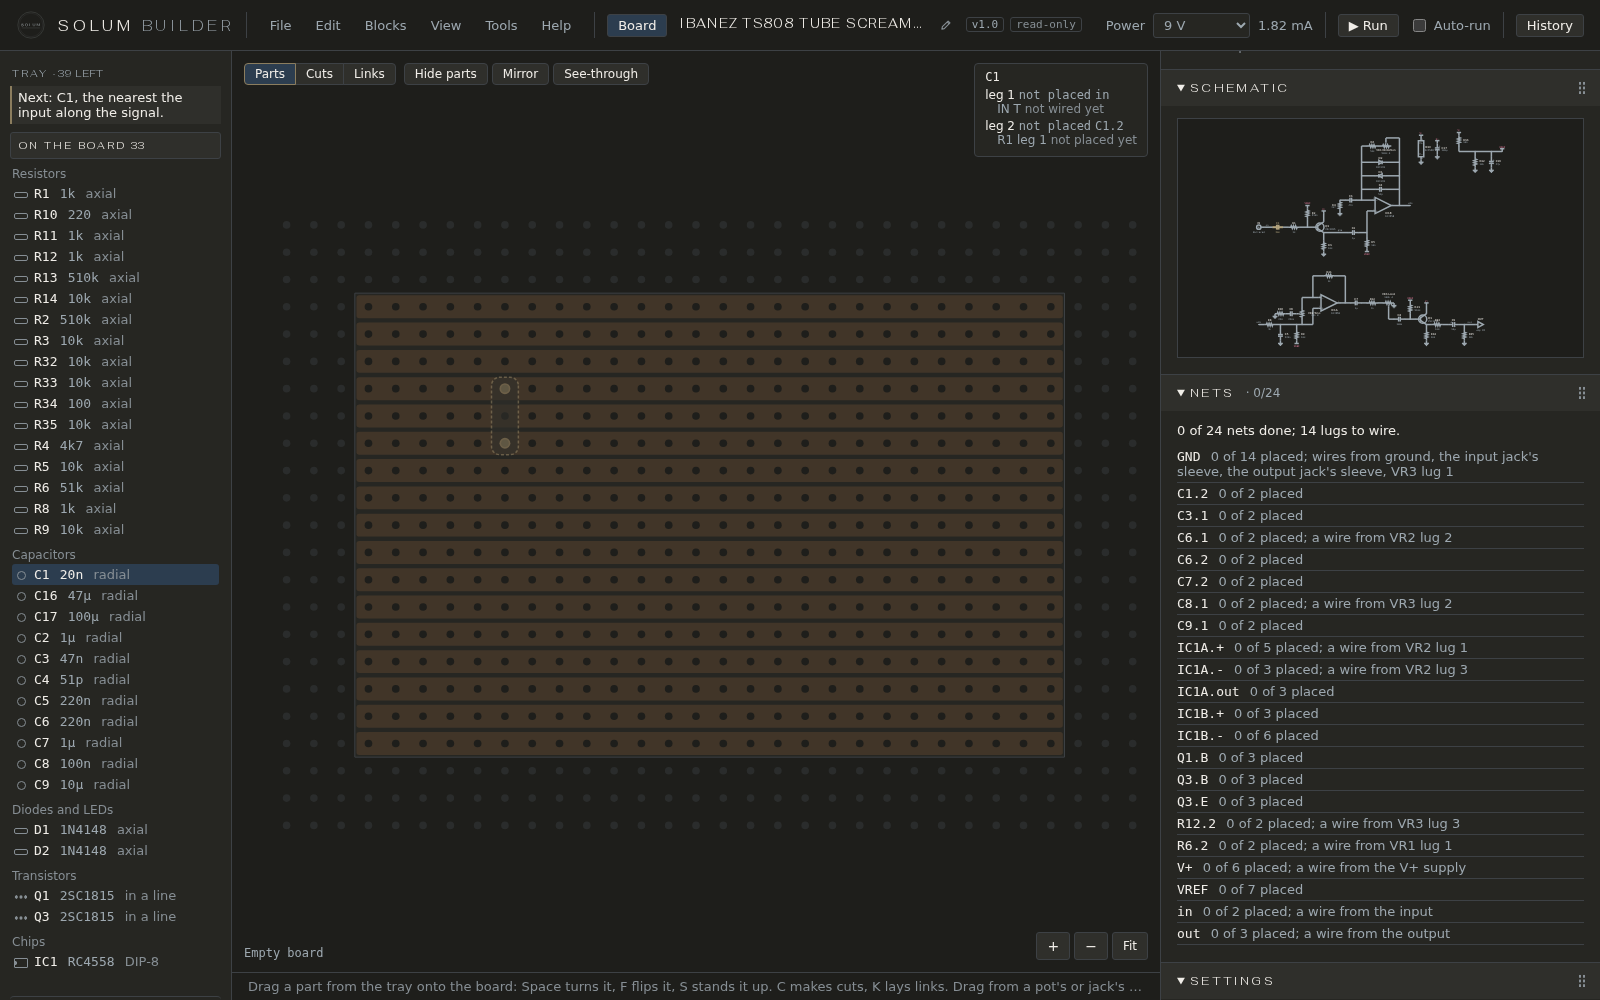 SOLUM BUILDER
File Edit Blocks View Tools Help
Board IBANEZ TS808 TUBE SCREAM... v1.0 read-only
Power 9 V 1.82 mA ▶ Run Auto-run History
TRAY · 39 LEFT
Next: C1, the nearest the
input along the signal.
ON THE BOARD 33
Resistors
R1 1k axial
R10 220 axial
R11 1k axial
R12 1k axial
R13 510k axial
R14 10k axial
R2 510k axial
R3 10k axial
R32 10k axial
R33 10k axial
R34 100 axial
R35 10k axial
R4 4k7 axial
R5 10k axial
R6 51k axial
R8 1k axial
R9 10k axial
Capacitors
C1 20n radial
C16 47µ radial
C17 100µ radial
C2 1µ radial
C3 47n radial
C4 51p radial
C5 220n radial
C6 220n radial
C7 1µ radial
C8 100n radial
C9 10µ radial
Diodes and LEDs
D1 1N4148 axial
D2 1N4148 axial
Transistors
Q1 2SC1815 in a line
Q3 2SC1815 in a line
Chips
IC1 RC4558 DIP-8
Parts Cuts Links Hide parts Mirror See-through
C1
leg 1 not placed in
IN T not wired yet
leg 2 not placed C1.2
R1 leg 1 not placed yet
Empty board
+ − Fit
Drag a part from the tray onto the board: Space turns it, F flips it, S stands it up. C makes cuts, K lays links. Drag from a pot's or jack's ...
▼ SCHEMATIC
▼ NETS · 0/24
0 of 24 nets done; 14 lugs to wire.
GND 0 of 14 placed; wires from ground, the input jack's
sleeve, the output jack's sleeve, VR3 lug 1
C1.2 0 of 2 placed
C3.1 0 of 2 placed
C6.1 0 of 2 placed; a wire from VR2 lug 2
C6.2 0 of 2 placed
C7.2 0 of 2 placed
C8.1 0 of 2 placed; a wire from VR3 lug 2
C9.1 0 of 2 placed
IC1A.+ 0 of 5 placed; a wire from VR2 lug 1
IC1A.- 0 of 3 placed; a wire from VR2 lug 3
IC1A.out 0 of 3 placed
IC1B.+ 0 of 3 placed
IC1B.- 0 of 6 placed
Q1.B 0 of 3 placed
Q3.B 0 of 3 placed
Q3.E 0 of 3 placed
R12.2 0 of 2 placed; a wire from VR3 lug 3
R6.2 0 of 2 placed; a wire from VR1 lug 1
V+ 0 of 6 placed; a wire from the V+ supply
VREF 0 of 7 placed
in 0 of 2 placed; a wire from the input
out 0 of 3 placed; a wire from the output
▼ SETTINGS